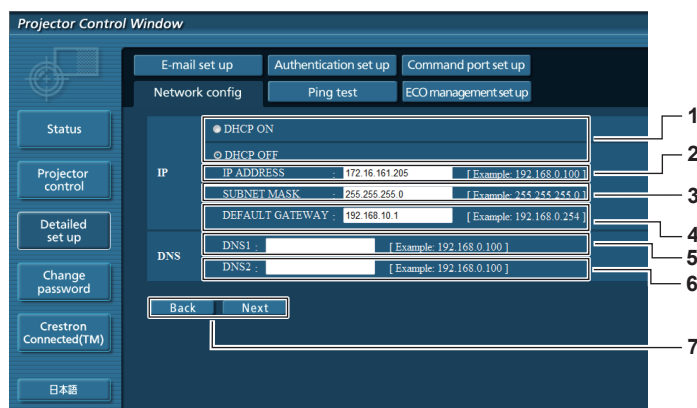 Projector Control Window
E-mail set up Authentication set up Command port set up
Network config Ping test ECO management set up
Status
Projector control
Detailed set up
Change password
Crestron Connected(TM)
日本語
IP
DHCP ON
DHCP OFF
IP ADDRESS : 172.16.161.205 [ Example: 192.168.0.100 ]
SUBNET MASK : 255.255.255.0 [ Example: 255.255.255.0 ]
DEFAULT GATEWAY : 192.168.10.1 [ Example: 192.168.0.254 ]
DNS
DNS1 : [ Example: 192.168.0.100 ]
DNS2 : [ Example: 192.168.0.100 ]
Back Next
1
2
3
4
5
6
7